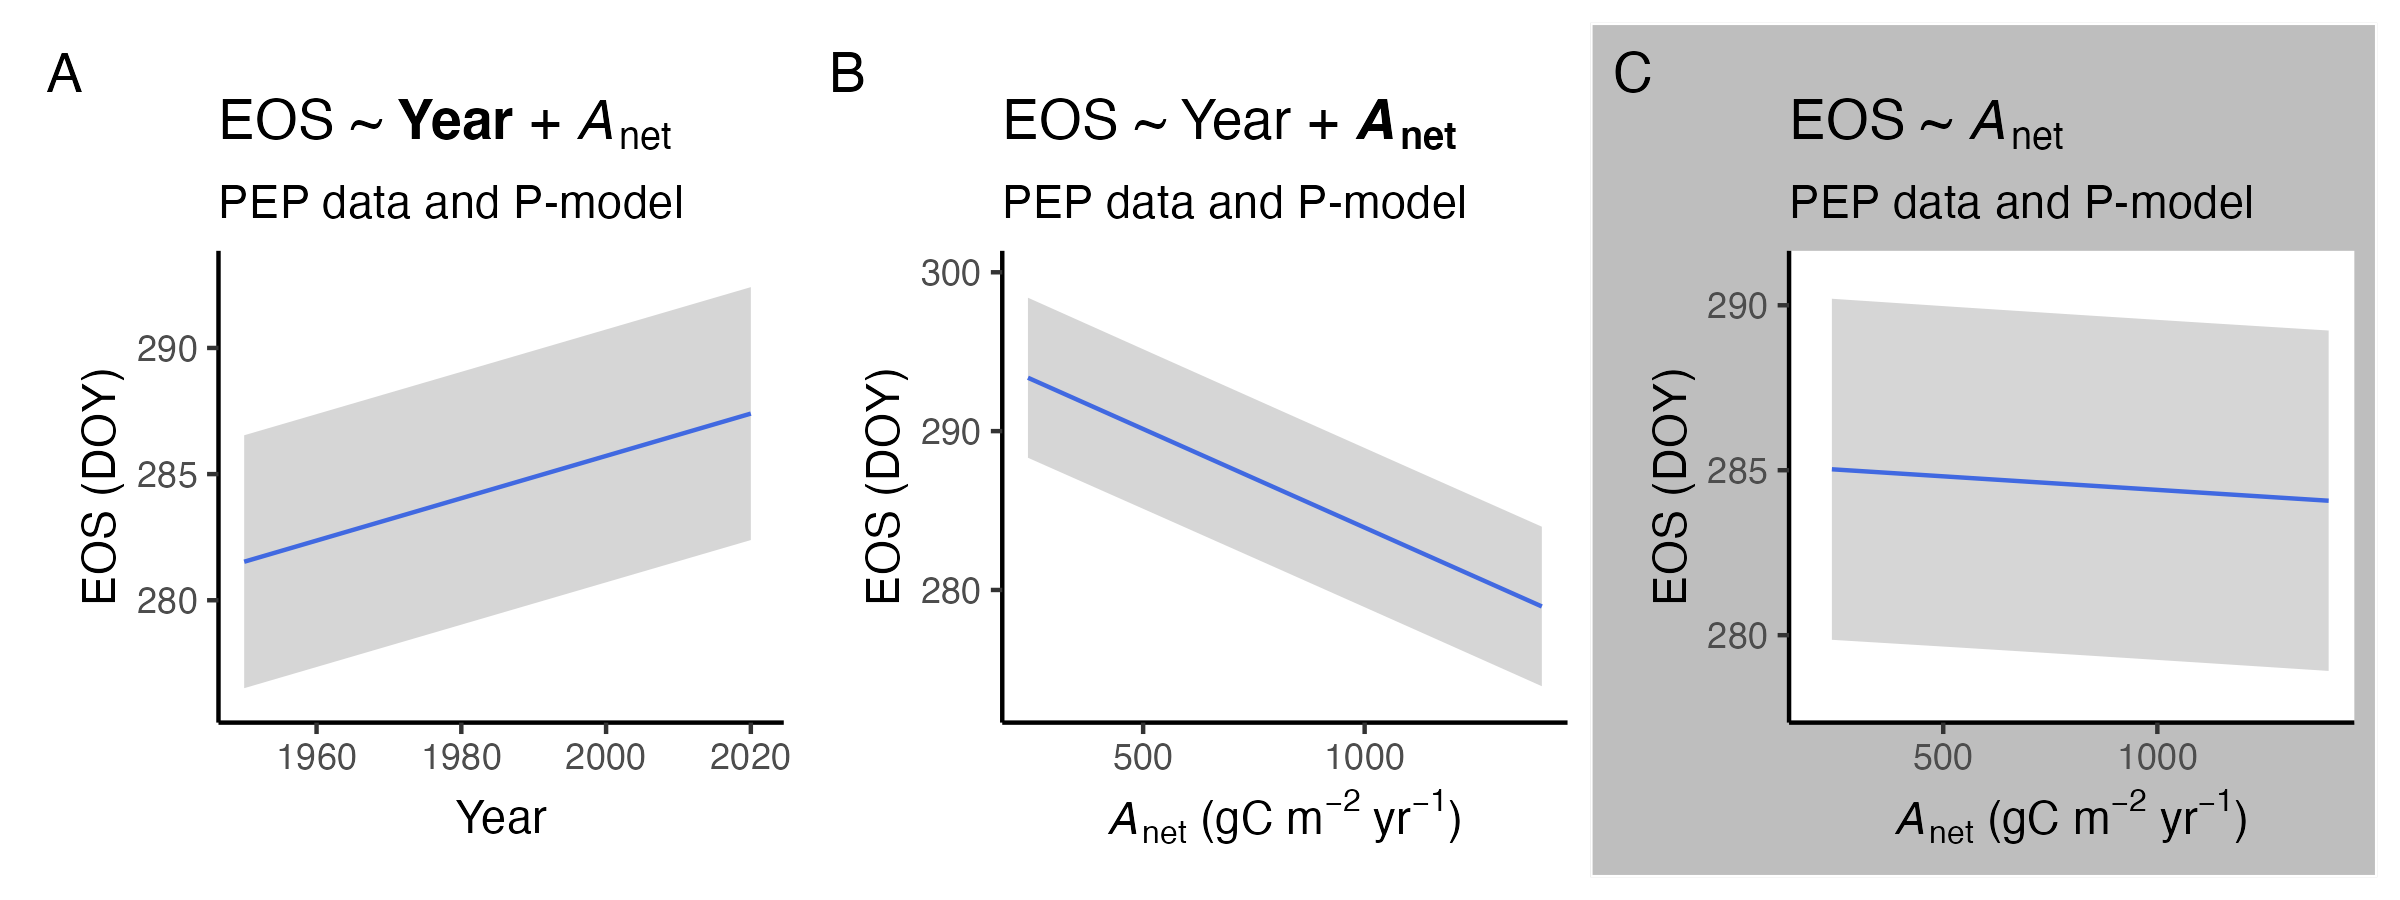 A
EOS ~ Year + Anet
PEP data and P-model
290
285
280
EOS (DOY)
1960 1980 2000 2020
Year
B
EOS ~ Year + Anet
PEP data and P-model
300
290
280
EOS (DOY)
500 1000
Anet (gC m−2 yr−1)
C
EOS ~ Anet
PEP data and P-model
290
285
280
EOS (DOY)
500 1000
Anet (gC m−2 yr−1)